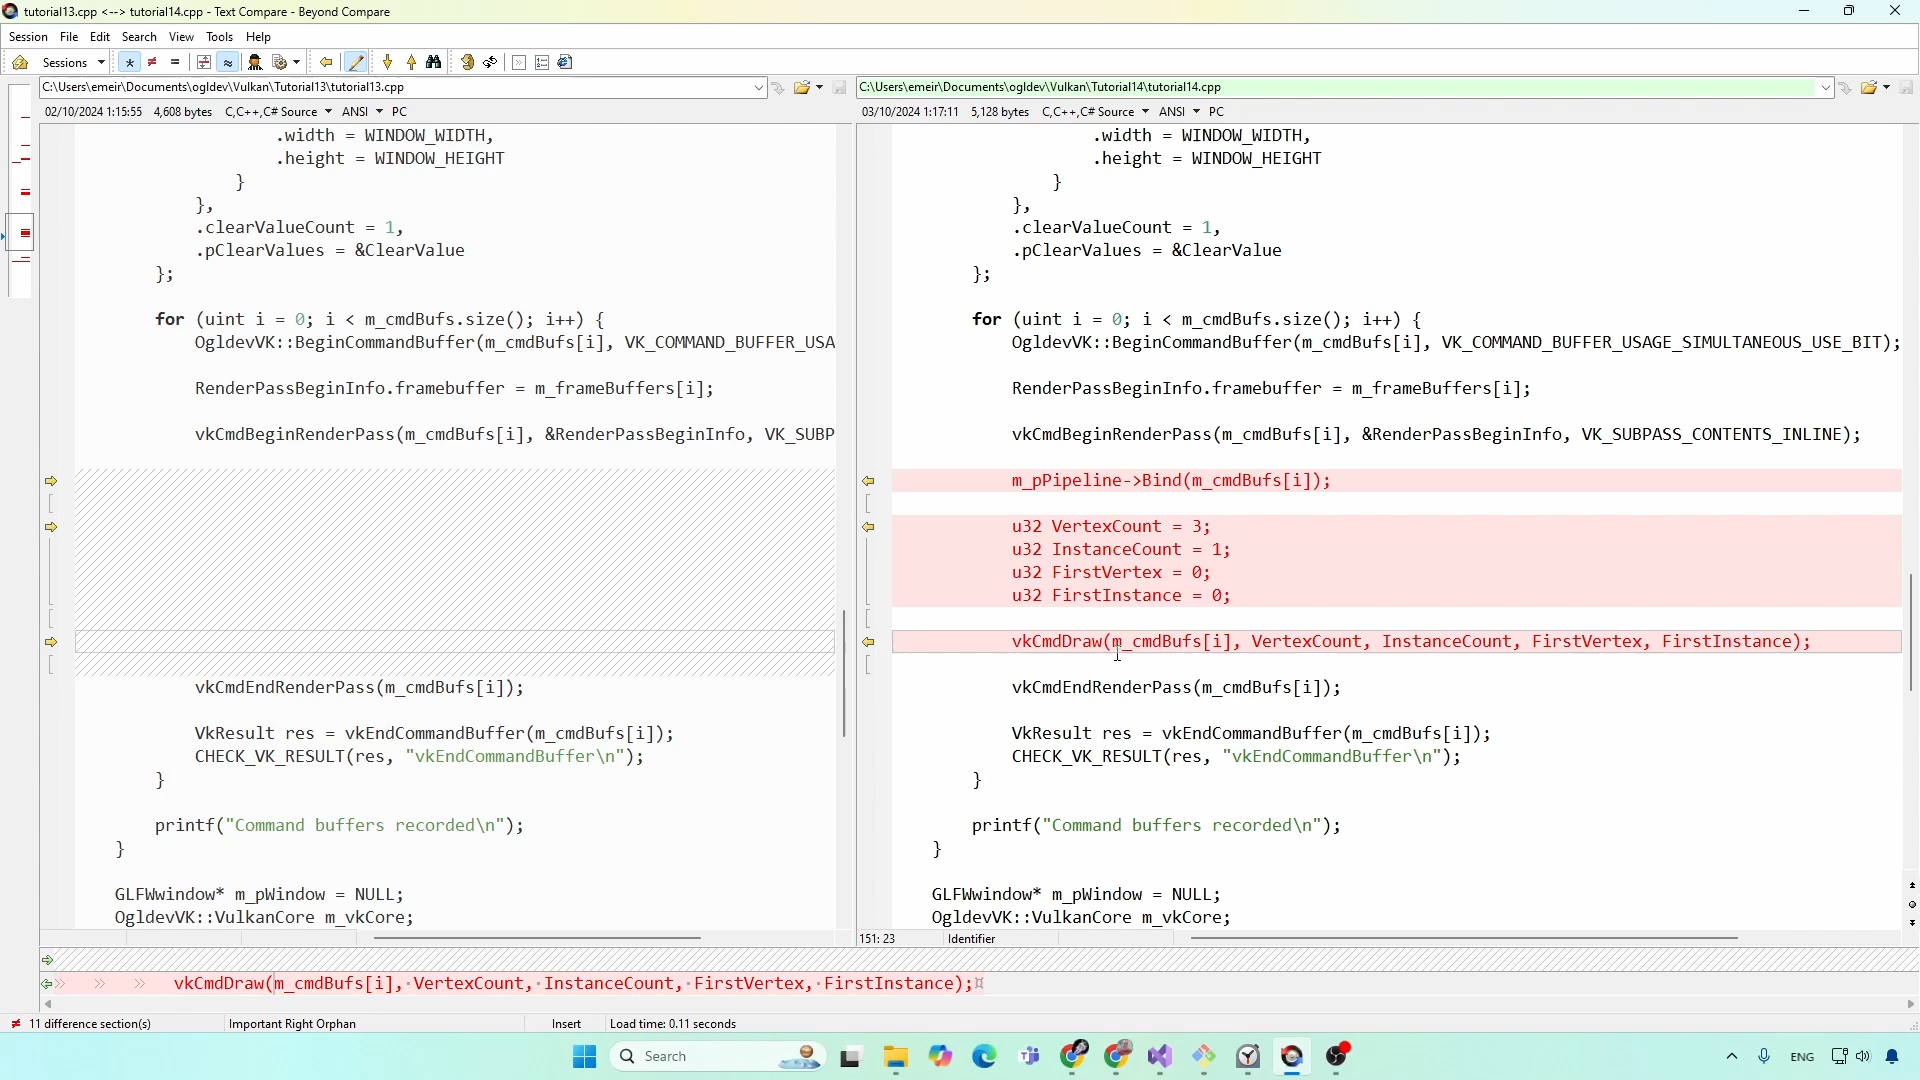 tutorial13.cpp <--> tutorial14.cpp - Text Compare - Beyond Compare
Session File Edit Search View Tools Help
Sessions
C:\Users\emeir\Documents\ogldev\Vulkan\Tutorial13\tutorial13.cpp
02/10/2024 1:15:55 4,608 bytes C,C++,C# Source ANSI PC
.width = WINDOW_WIDTH,
.height = WINDOW_HEIGHT
}
},
.clearValueCount = 1,
.pClearValues = &ClearValue
};
for (uint i = 0; i < m_cmdBufs.size(); i++) {
OgldevVK::BeginCommandBuffer(m_cmdBufs[i], VK_COMMAND_BUFFER_USA
RenderPassBeginInfo.framebuffer = m_frameBuffers[i];
vkCmdBeginRenderPass(m_cmdBufs[i], &RenderPassBeginInfo, VK_SUBP
vkCmdEndRenderPass(m_cmdBufs[i]);
VkResult res = vkEndCommandBuffer(m_cmdBufs[i]);
CHECK_VK_RESULT(res, "vkEndCommandBuffer\n");
}
printf("Command buffers recorded\n");
}
GLFWwindow* m_pWindow = NULL;
OgldevVK::VulkanCore m_vkCore;
C:\Users\emeir\Documents\ogldev\Vulkan\Tutorial14\tutorial14.cpp
03/10/2024 1:17:11 5,128 bytes C,C++,C# Source ANSI PC
.width = WINDOW_WIDTH,
.height = WINDOW_HEIGHT
}
},
.clearValueCount = 1,
.pClearValues = &ClearValue
};
for (uint i = 0; i < m_cmdBufs.size(); i++) {
OgldevVK::BeginCommandBuffer(m_cmdBufs[i], VK_COMMAND_BUFFER_USAGE_SIMULTANEOUS_USE_BIT);
RenderPassBeginInfo.framebuffer = m_frameBuffers[i];
vkCmdBeginRenderPass(m_cmdBufs[i], &RenderPassBeginInfo, VK_SUBPASS_CONTENTS_INLINE);
m_pPipeline->Bind(m_cmdBufs[i]);
u32 VertexCount = 3;
u32 InstanceCount = 1;
u32 FirstVertex = 0;
u32 FirstInstance = 0;
vkCmdDraw(m_cmdBufs[i], VertexCount, InstanceCount, FirstVertex, FirstInstance);
vkCmdEndRenderPass(m_cmdBufs[i]);
VkResult res = vkEndCommandBuffer(m_cmdBufs[i]);
CHECK_VK_RESULT(res, "vkEndCommandBuffer\n");
}
printf("Command buffers recorded\n");
}
GLFWwindow* m_pWindow = NULL;
OgldevVK::VulkanCore m_vkCore;
151: 23 Identifier
vkCmdDraw(m_cmdBufs[i],·VertexCount,·InstanceCount,·FirstVertex,·FirstInstance);¤
≠ 11 difference section(s) Important Right Orphan Insert Load time: 0.11 seconds
Search
ENG